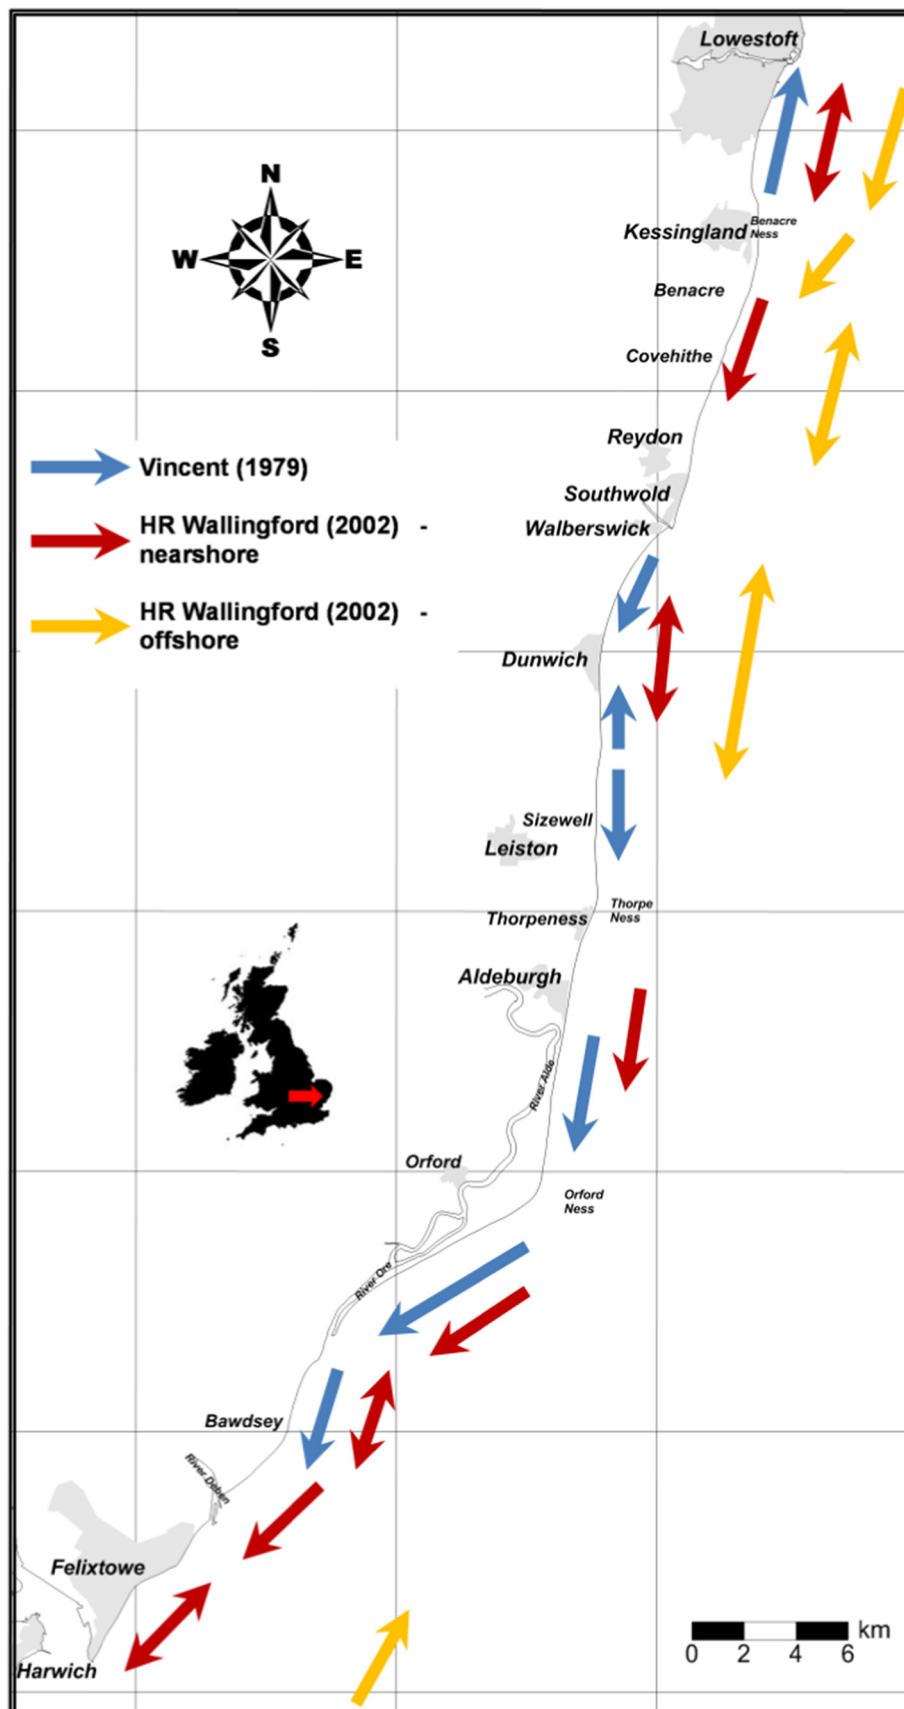 Lowestoft
N
W
E
S
Kessingland
Benacre
Ness
Benacre
Covehithe
Reydon
Southwold
Walberswick
Vincent (1979)
HR Wallingford (2002) -
nearshore
HR Wallingford (2002) -
offshore
Dunwich
Sizewell
Leiston
Thorpe
Ness
Thorpeness
Aldeburgh
River Alde
Orford
Orford
Ness
River Ore
Bawdsey
River Deben
Felixtowe
Harwich
km
0 2 4 6